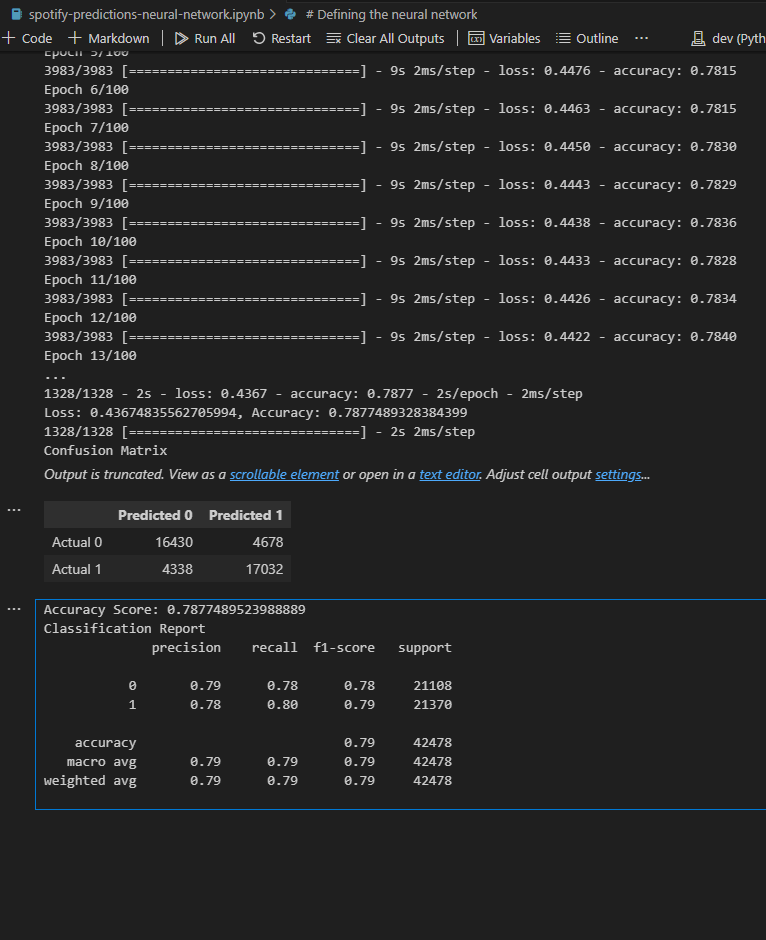 spotify-predictions-neural-network.ipynb > # Defining the neural network
+ Code + Markdown | Run All Restart Clear All Outputs | Variables Outline ... dev (Pyth
Epoch 5/100
3983/3983 [==============================] - 9s 2ms/step - loss: 0.4476 - accuracy: 0.7815
Epoch 6/100
3983/3983 [==============================] - 9s 2ms/step - loss: 0.4463 - accuracy: 0.7815
Epoch 7/100
3983/3983 [==============================] - 9s 2ms/step - loss: 0.4450 - accuracy: 0.7830
Epoch 8/100
3983/3983 [==============================] - 9s 2ms/step - loss: 0.4443 - accuracy: 0.7829
Epoch 9/100
3983/3983 [==============================] - 9s 2ms/step - loss: 0.4438 - accuracy: 0.7836
Epoch 10/100
3983/3983 [==============================] - 9s 2ms/step - loss: 0.4433 - accuracy: 0.7828
Epoch 11/100
3983/3983 [==============================] - 9s 2ms/step - loss: 0.4426 - accuracy: 0.7834
Epoch 12/100
3983/3983 [==============================] - 9s 2ms/step - loss: 0.4422 - accuracy: 0.7840
Epoch 13/100
...
1328/1328 - 2s - loss: 0.4367 - accuracy: 0.7877 - 2s/epoch - 2ms/step
Loss: 0.43674835562705994, Accuracy: 0.7877489328384399
1328/1328 [==============================] - 2s 2ms/step
Confusion Matrix
Output is truncated. View as a scrollable element or open in a text editor. Adjust cell output settings...
... Predicted 0 Predicted 1
Actual 0 16430 4678
Actual 1 4338 17032
... Accuracy Score: 0.7877489523988889
Classification Report
precision recall f1-score support
0 0.79 0.78 0.78 21108
1 0.78 0.80 0.79 21370
accuracy 0.79 42478
macro avg 0.79 0.79 0.79 42478
weighted avg 0.79 0.79 0.79 42478